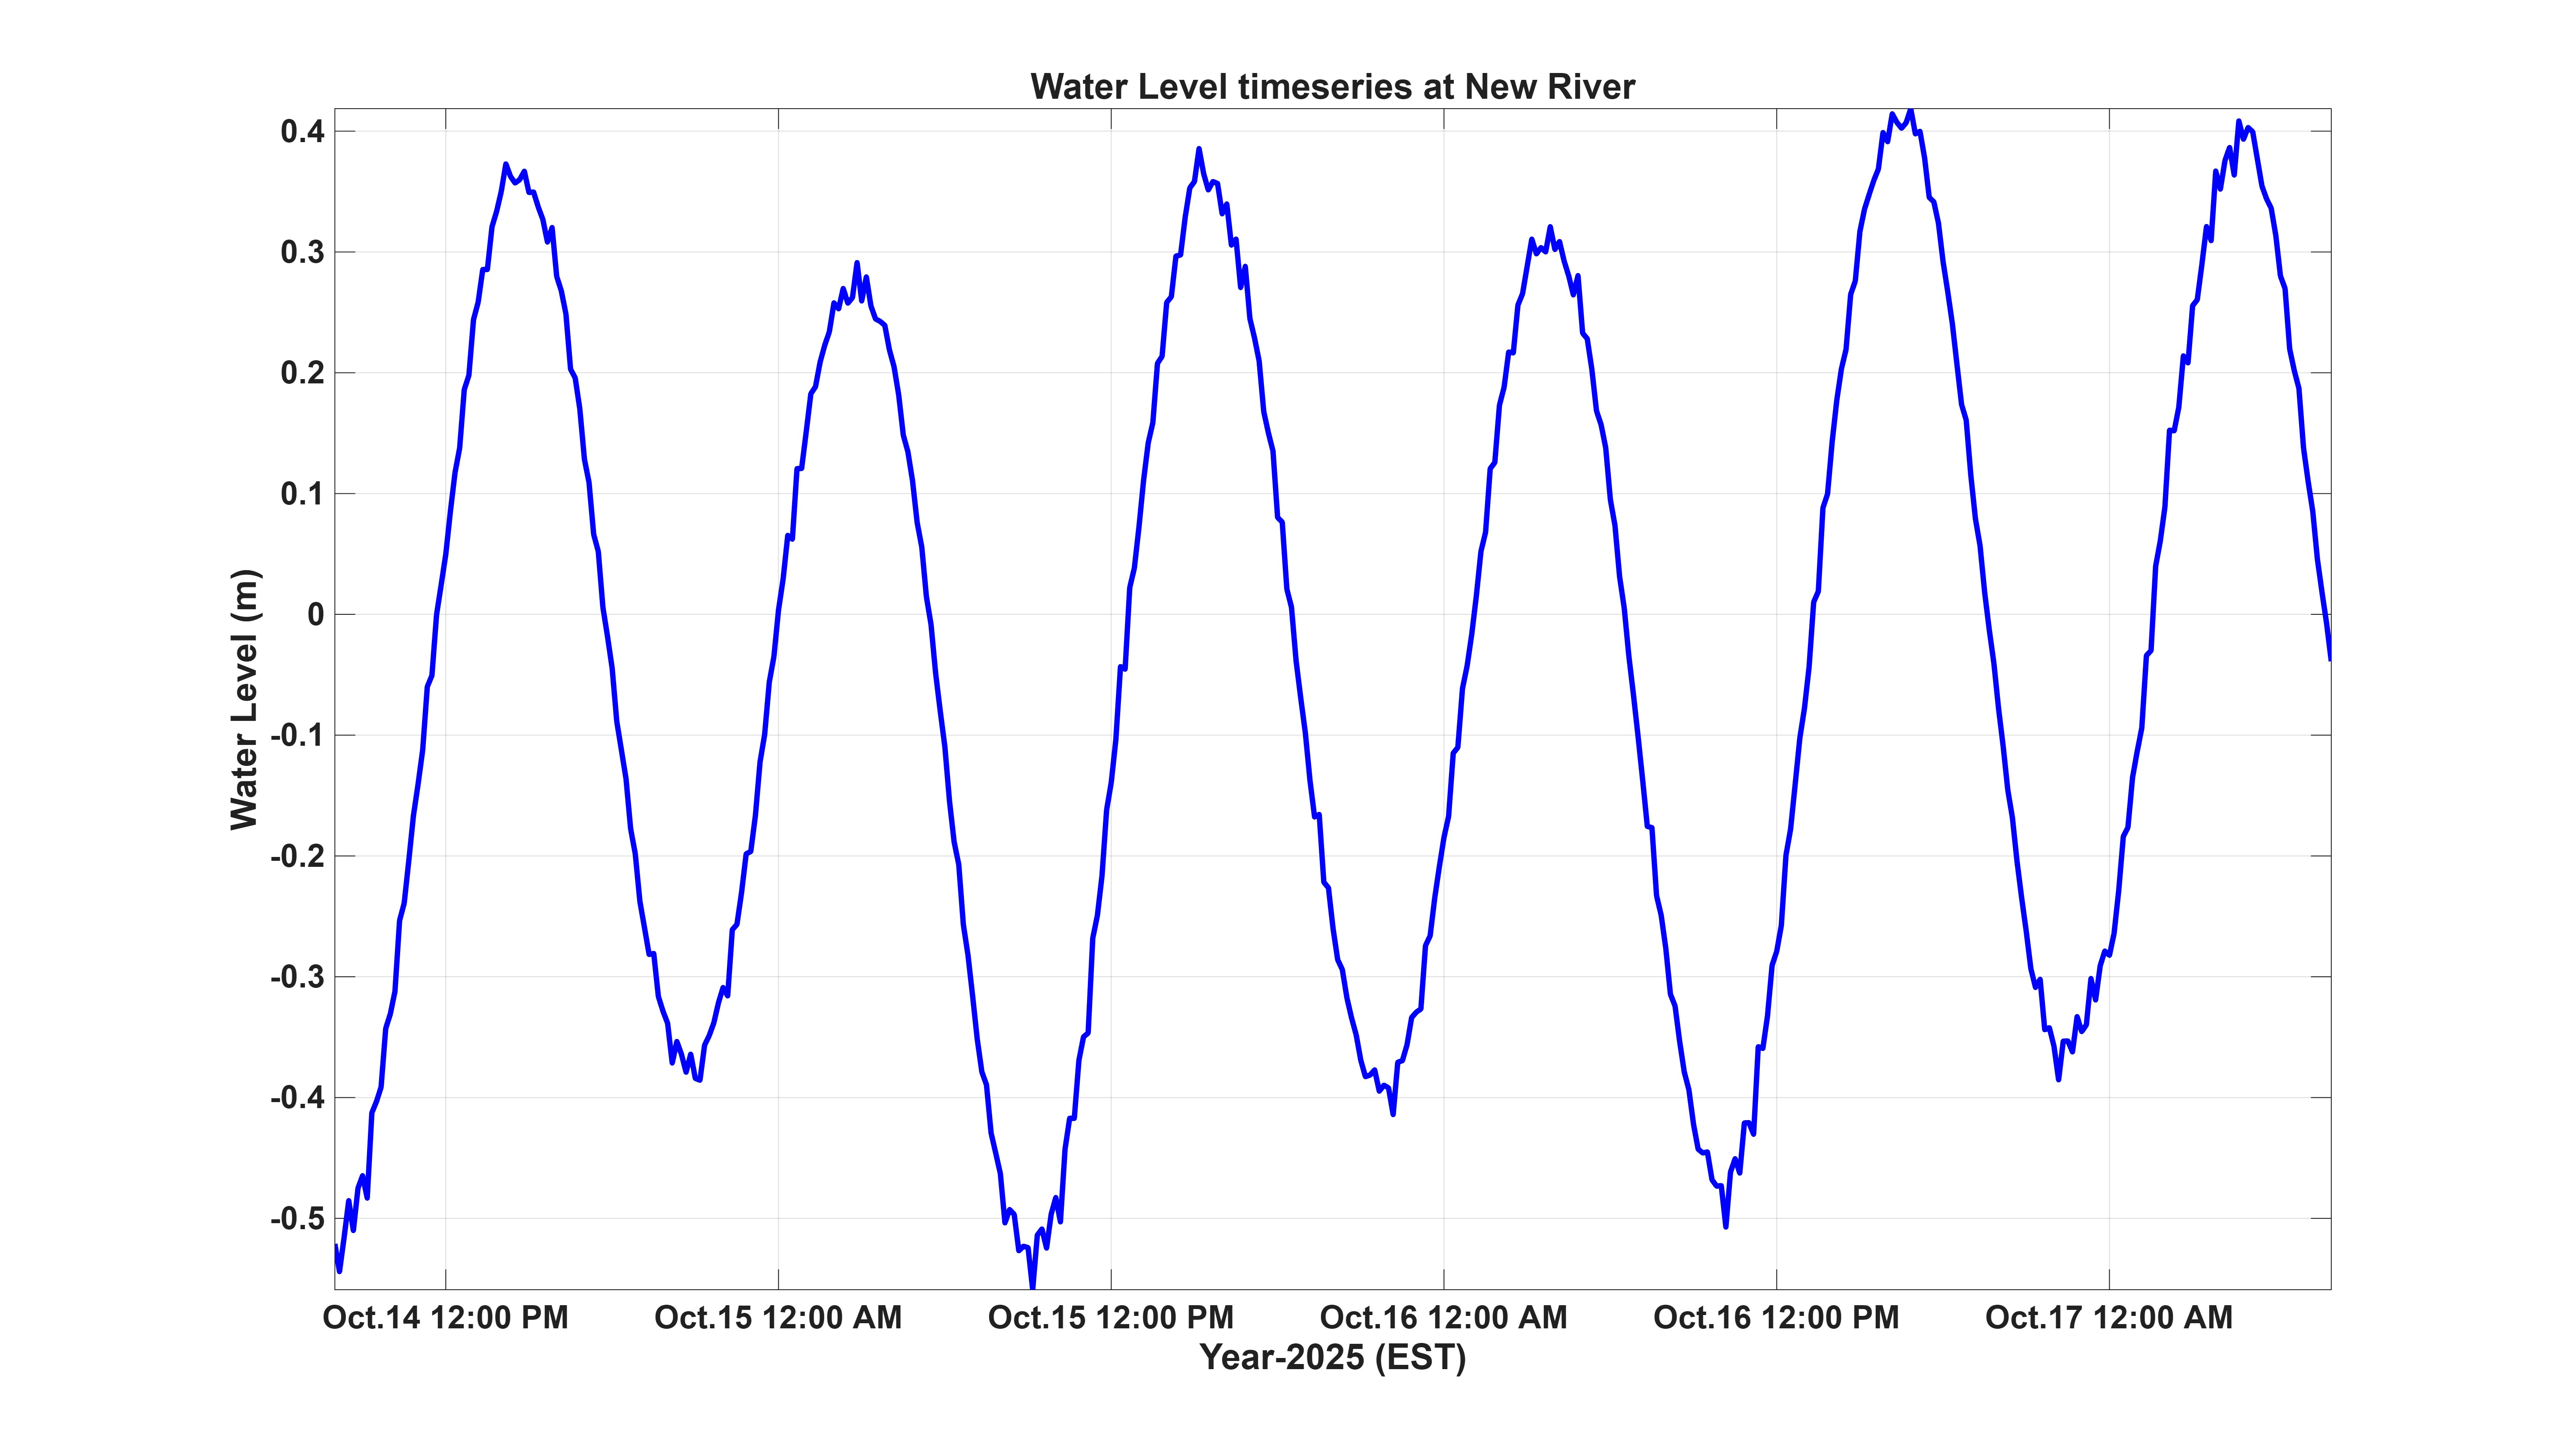 Water Level timeseries at New River
0.4
0.3
0.2
0.1
0
-0.1
-0.2
-0.3
-0.4
-0.5
Water Level (m)
Oct.14 12:00 PM Oct.15 12:00 AM Oct.15 12:00 PM Oct.16 12:00 AM Oct.16 12:00 PM Oct.17 12:00 AM
Year-2025 (EST)